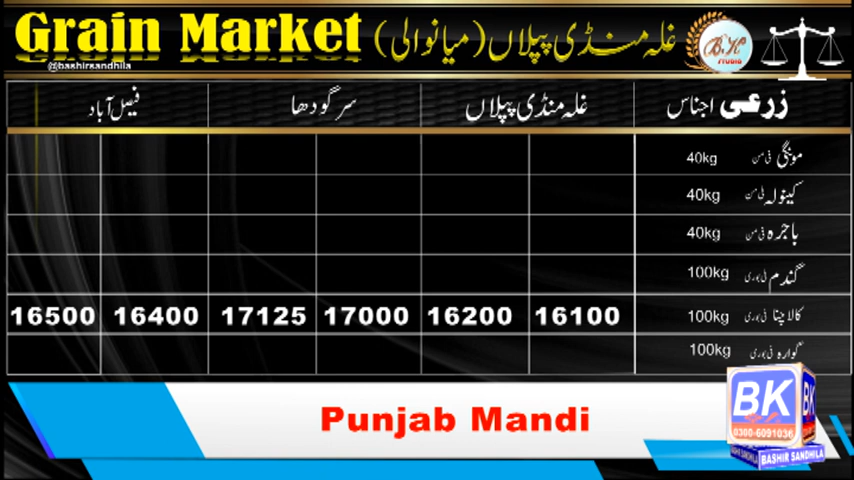 Grain Market غلہ منڈی پپلاں (میانوالی) B.K STUDIO
@bashirsandhila
زرعی اجناس غلہ منڈی پپلاں سرگودھا فیصل آباد
مونگی فی من 40kg
کینولہ فی من 40kg
باجرہ فی من 40kg
گندم فی بوری 100kg
کالا چنا فی بوری 100kg 16100 16200 17000 17125 16400 16500
گوارہ فی بوری 100kg
Punjab Mandi
BK BK
0300-6091036
BASHIR SANDHILA